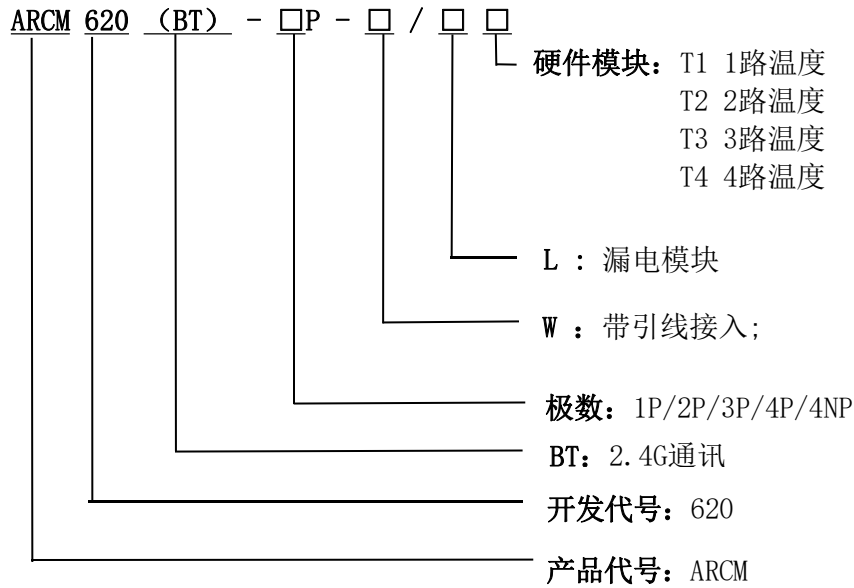 ARCM 620 (BT) - □P - □ / □ □
硬件模块: T1 1路温度
T2 2路温度
T3 3路温度
T4 4路温度
L : 漏电模块
W : 带引线接入;
极数: 1P/2P/3P/4P/4NP
BT: 2.4G通讯
开发代号: 620
产品代号: ARCM